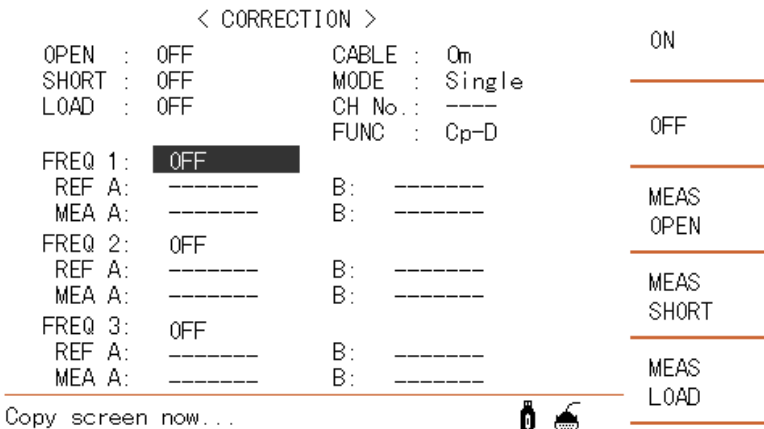 < CORRECTION >
OPEN : OFF CABLE : 0m
SHORT : OFF MODE : Single
LOAD : OFF CH No.: ----
FUNC : Cp-D
FREQ 1: OFF
REF A: ------- B: -------
MEA A: ------- B: -------
FREQ 2: OFF
REF A: ------- B: -------
MEA A: ------- B: -------
FREQ 3: OFF
REF A: ------- B: -------
MEA A: ------- B: -------
Copy screen now...
ON
OFF
MEAS
OPEN
MEAS
SHORT
MEAS
LOAD